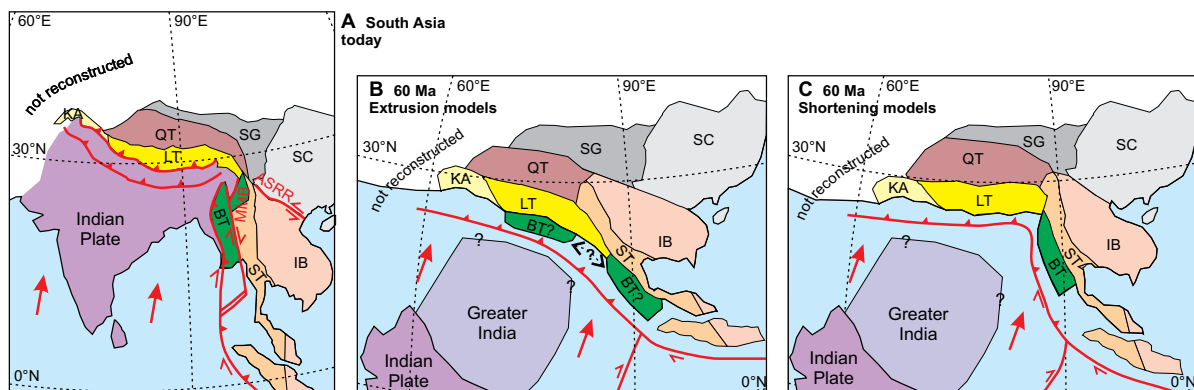 60°E
90°E
A South Asia
today
not reconstructed
KA
QT
SG
LT
SC
30°N
ASRR
BT
Indian
Plate
ST
IB
0°N
B 60 Ma
Extrusion models
60°E
90°E
30°N
not reconstructed
KA
QT
SG
SC
LT
BT?
<-?->
ST
IB
BT?
?
?
Greater
India
Indian
Plate
0°N
C 60 Ma
Shortening models
60°E
90°E
30°N
not reconstructed
KA
QT
SG
SC
LT
ST
IB
BT
?
?
Greater
India
Indian
Plate
0°N